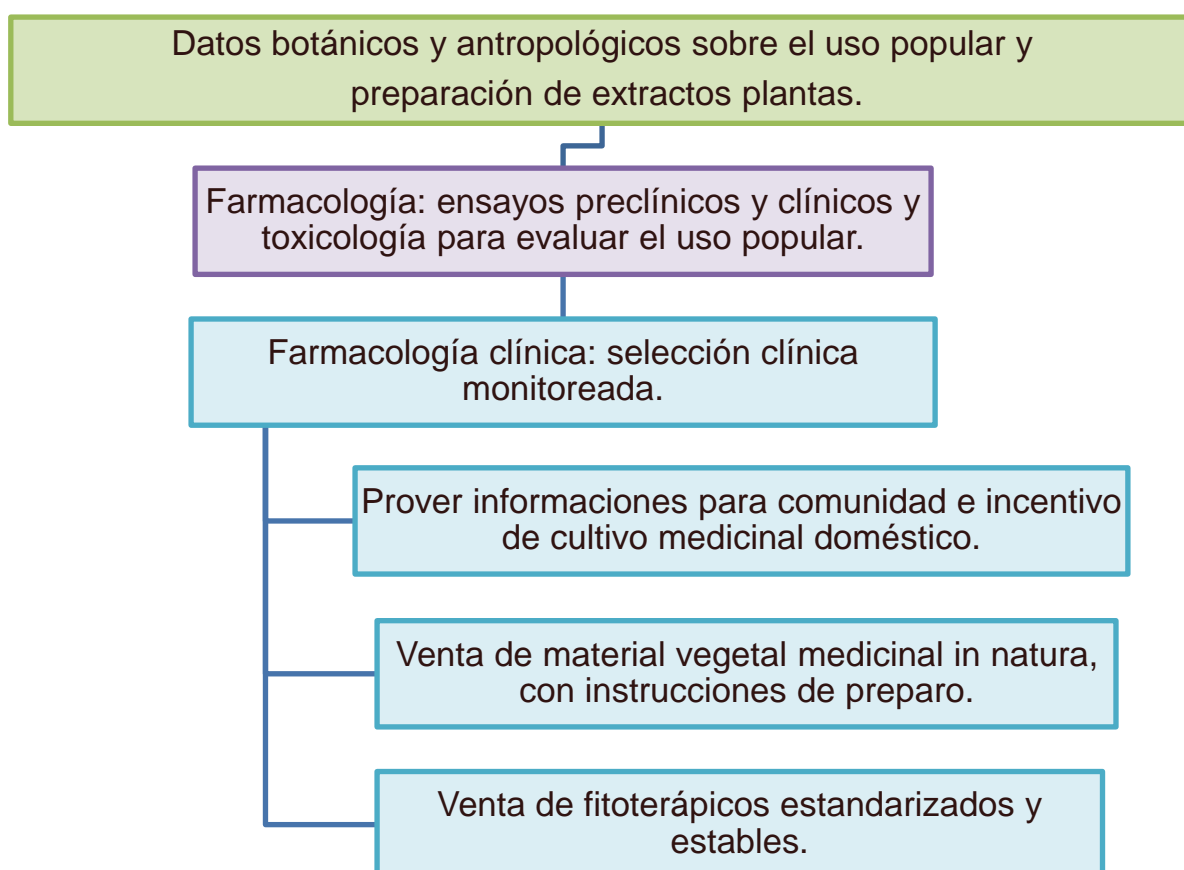 Datos botánicos y antropológicos sobre el uso popular y
preparación de extractos plantas.
Farmacología: ensayos preclínicos y clínicos y
toxicología para evaluar el uso popular.
Farmacología clínica: selección clínica
monitoreada.
Prover informaciones para comunidad e incentivo
de cultivo medicinal doméstico.
Venta de material vegetal medicinal in natura,
con instrucciones de preparo.
Venta de fitoterápicos estandarizados y
estables.